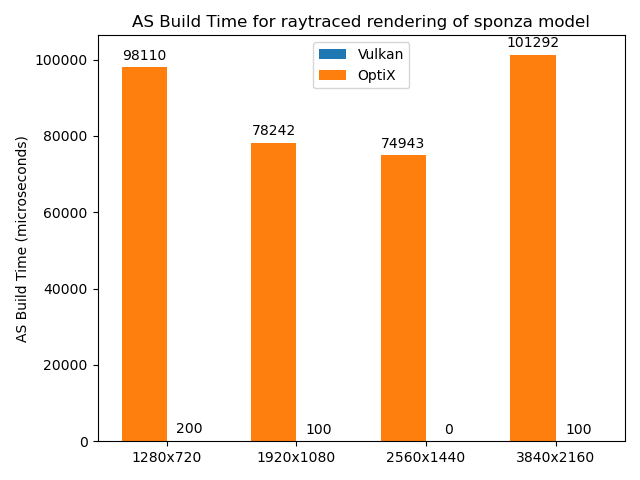 AS Build Time for raytraced rendering of sponza model
Vulkan
OptiX
AS Build Time (microseconds)
100000
80000
60000
40000
20000
0
98110
200
78242
100
74943
0
101292
100
1280x720
1920x1080
2560x1440
3840x2160